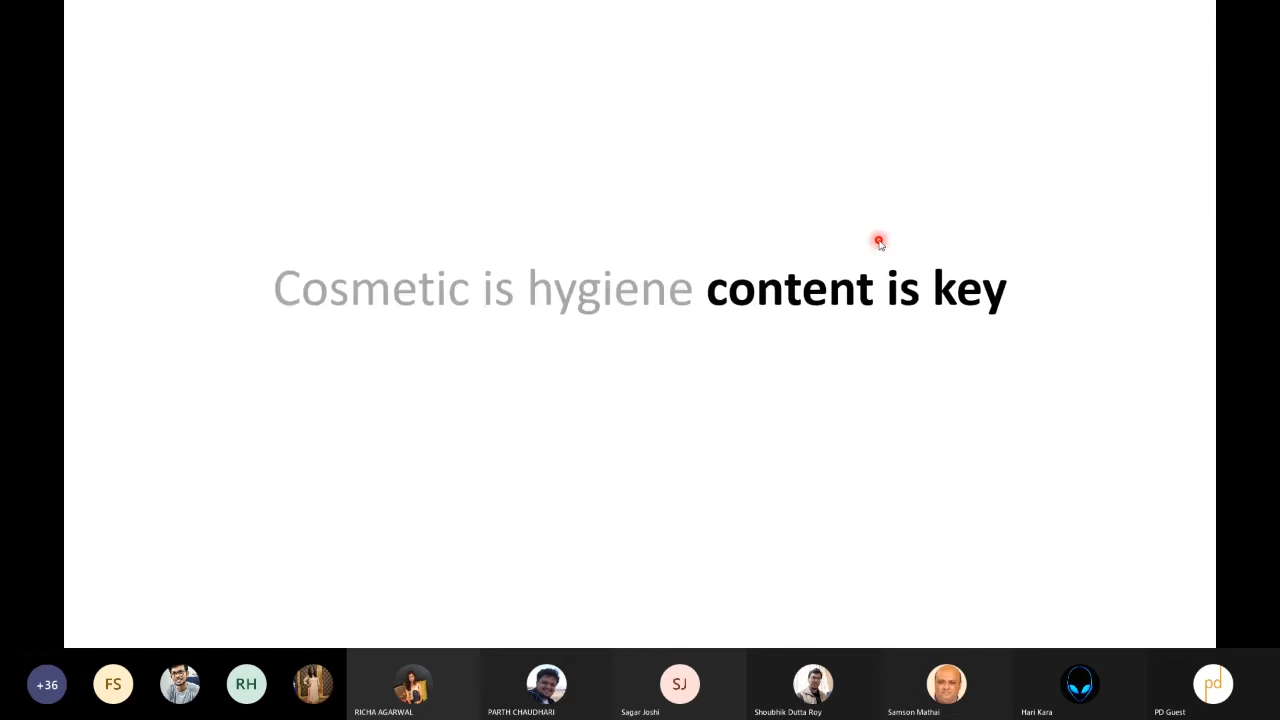 Cosmetic is hygiene content is key
+36
FS
RH
SJ
pd
RICHA AGARWAL
PARTH CHAUDHARI
Sagar Joshi
Shoubhik Dutta Roy
Samson Mathai
Hari Kara
PD Guest